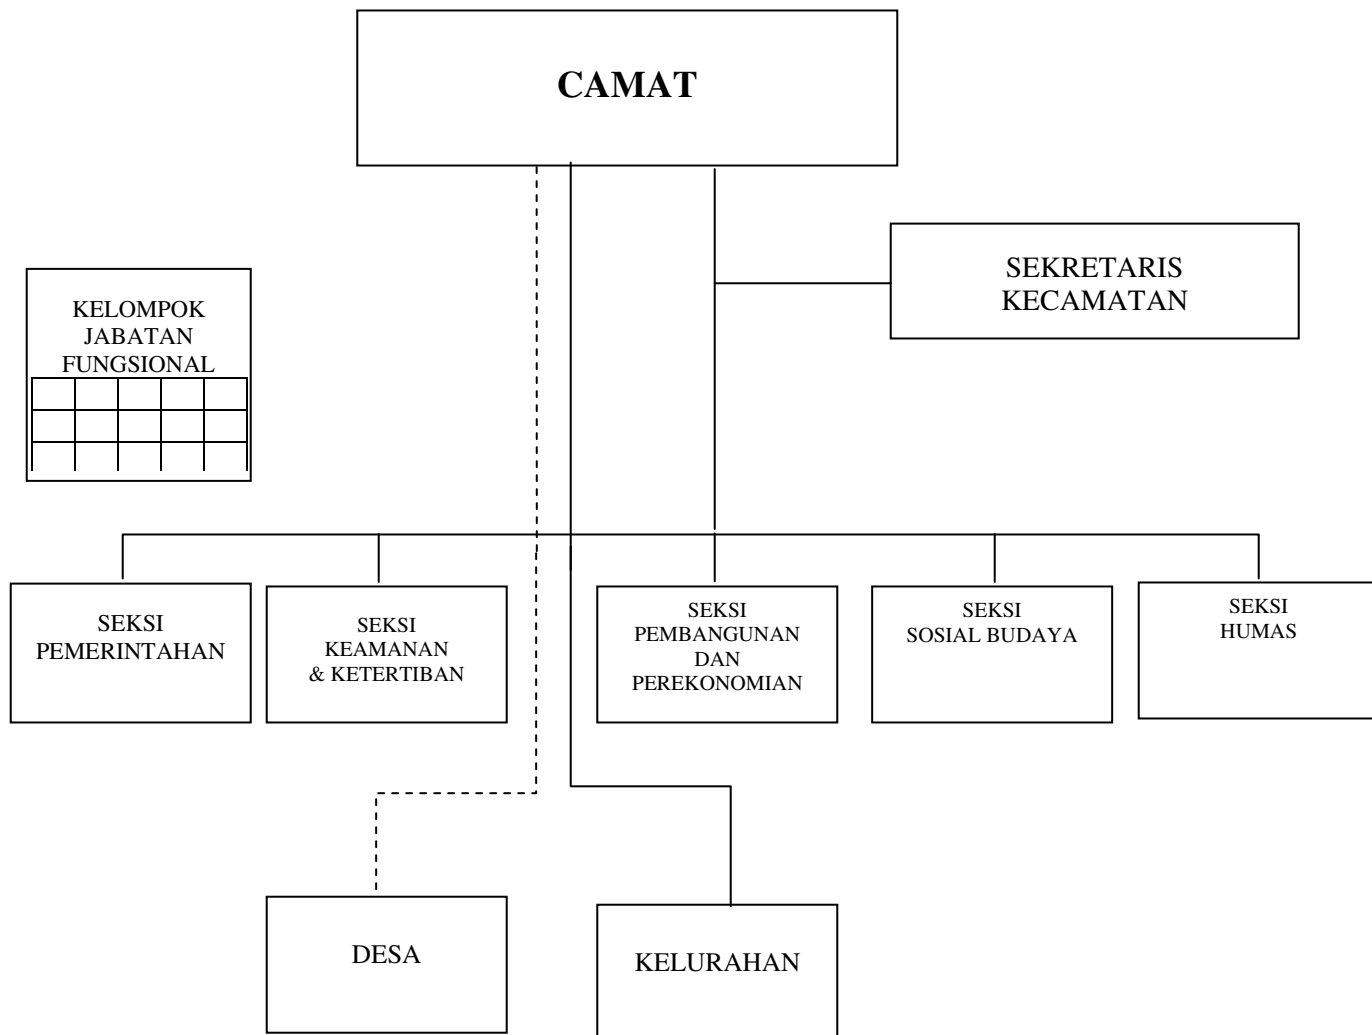 CAMAT
SEKRETARIS
KECAMATAN
KELOMPOK
JABATAN
FUNGSIONAL
SEKSI
PEMERINTAHAN
SEKSI
KEAMANAN
& KETERTIBAN
SEKSI
PEMBANGUNAN
DAN
PEREKONOMIAN
SEKSI
SOSIAL BUDAYA
SEKSI
HUMAS
DESA
KELURAHAN